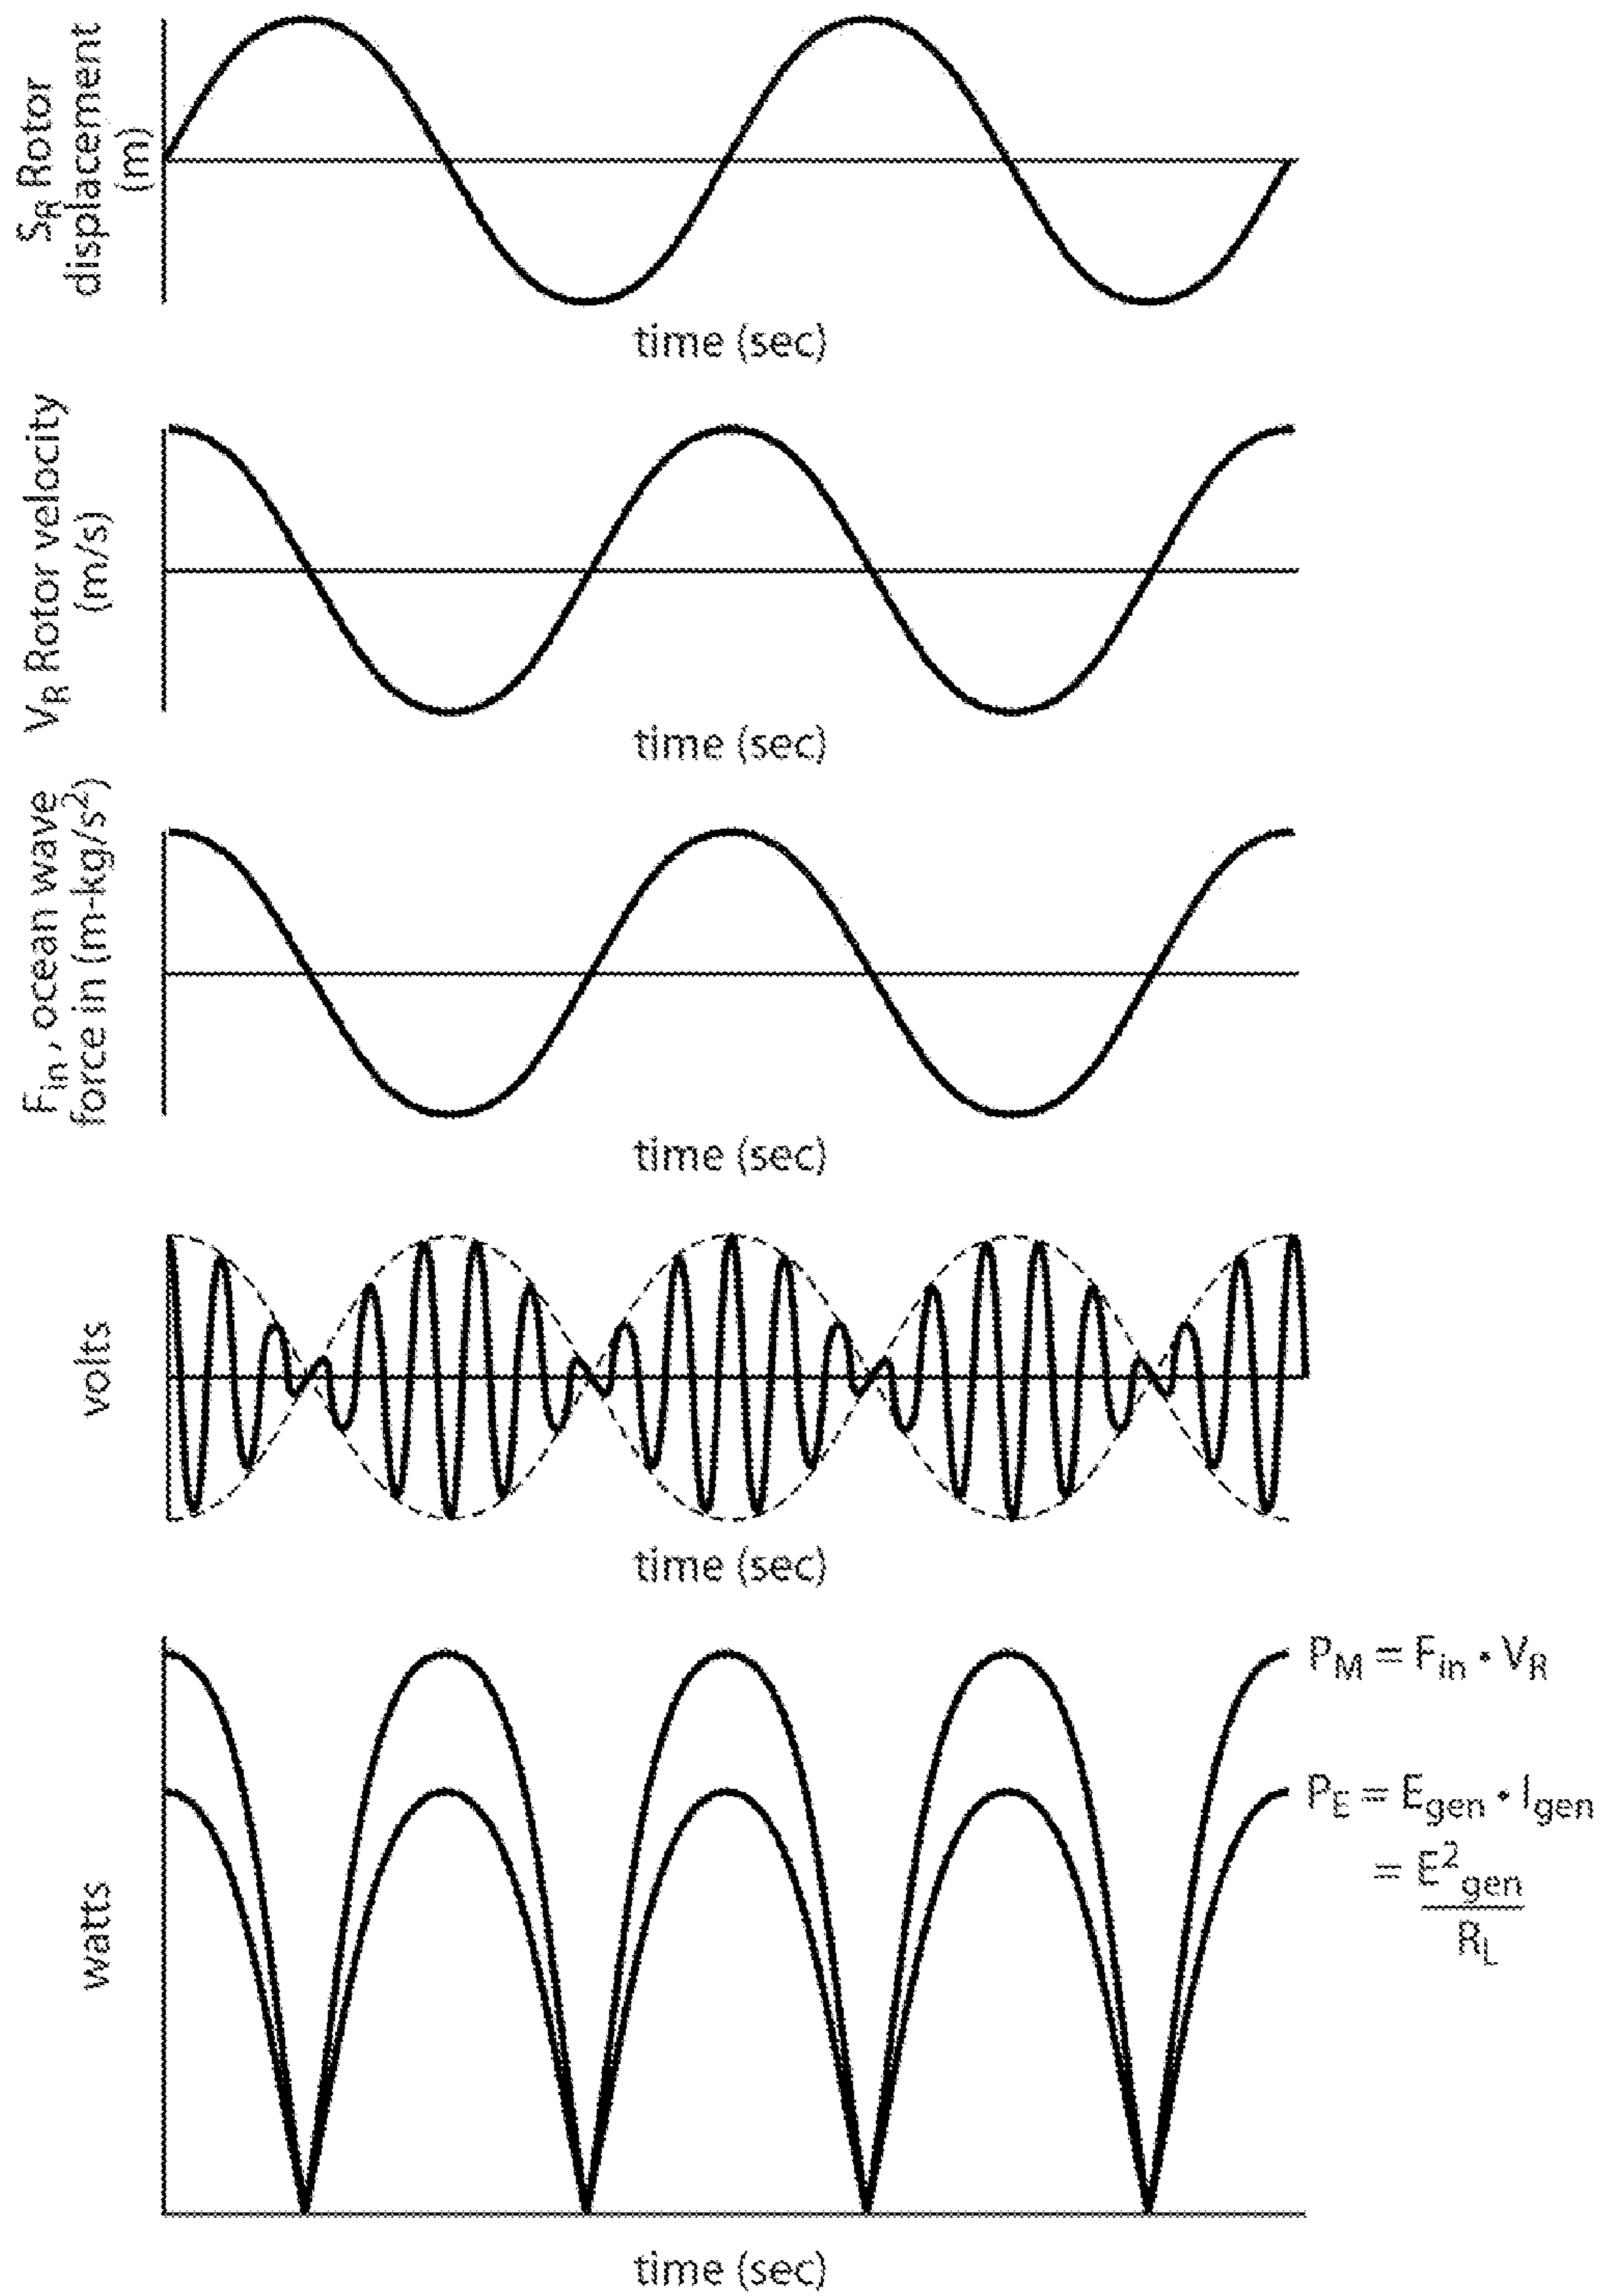 S_R Rotor
displacement
(m)
time (sec)
V_R Rotor velocity
(m/s)
time (sec)
F_in, ocean wave
force in (m-kg/s²)
time (sec)
volts
time (sec)
watts
P_M = F_in • V_R
P_E = E_gen • I_gen
= E²_gen
R_L
time (sec)